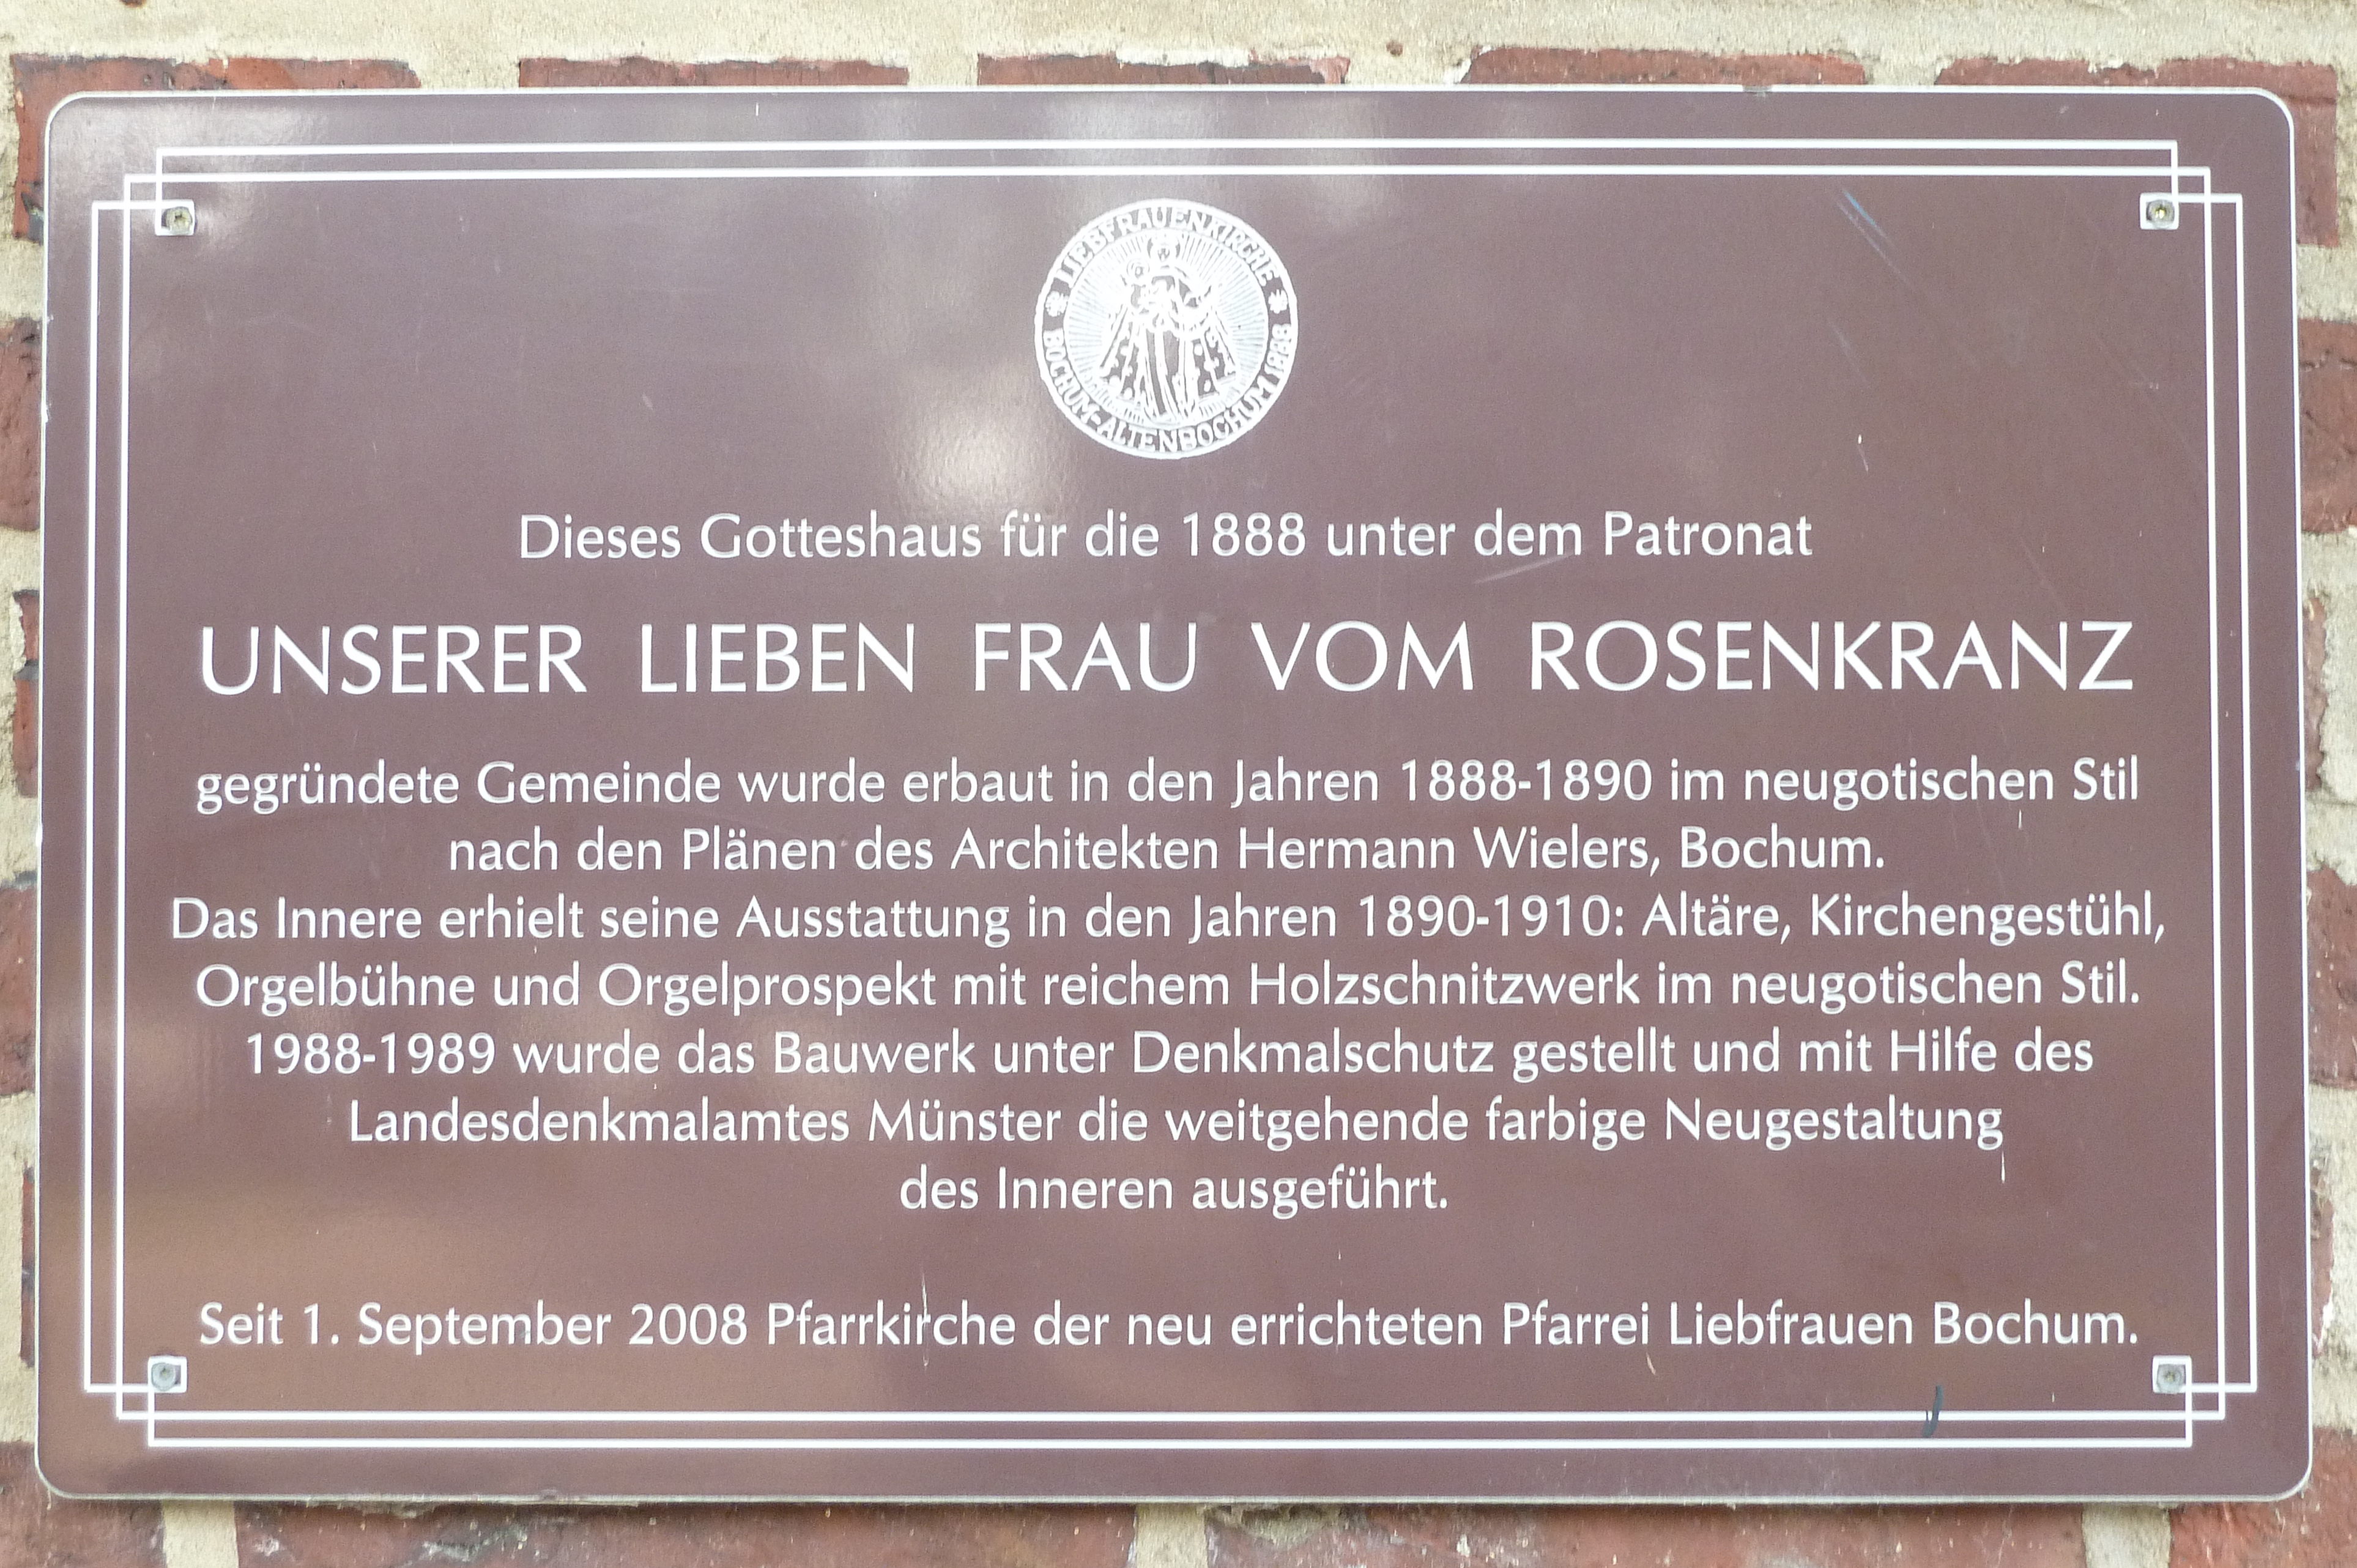 LIEBFRAUENKIRCHE
BOCHUM-ALTENBOCHUM 1888
Dieses Gotteshaus für die 1888 unter dem Patronat
UNSERER LIEBEN FRAU VOM ROSENKRANZ
gegründete Gemeinde wurde erbaut in den Jahren 1888-1890 im neugotischen Stil
nach den Plänen des Architekten Hermann Wielers, Bochum.
Das Innere erhielt seine Ausstattung in den Jahren 1890-1910: Altäre, Kirchengestühl,
Orgelbühne und Orgelprospekt mit reichem Holzschnitzwerk im neugotischen Stil.
1988-1989 wurde das Bauwerk unter Denkmalschutz gestellt und mit Hilfe des
Landesdenkmalamtes Münster die weitgehende farbige Neugestaltung
des Inneren ausgeführt.
Seit 1. September 2008 Pfarrkirche der neu errichteten Pfarrei Liebfrauen Bochum.